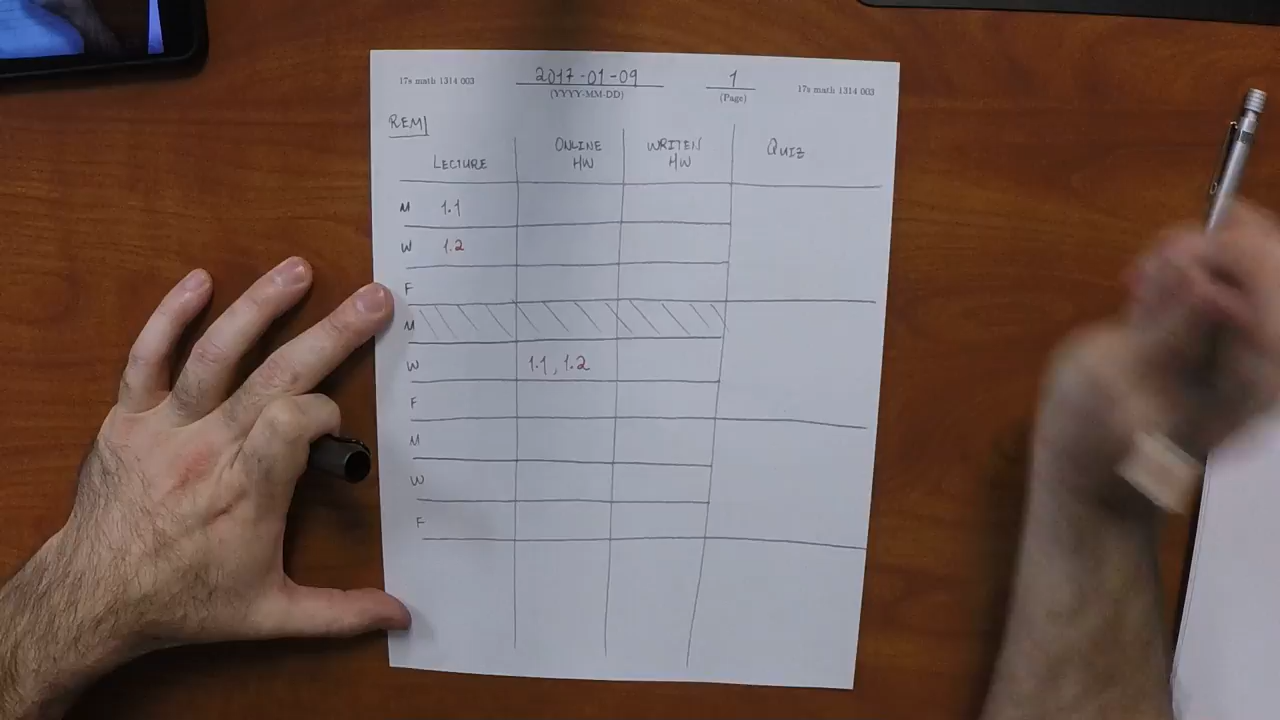 17s math 1314 003 2017-01-09 1 17s math 1314 003
(YYYY-MM-DD) (Page)
REM
LECTURE ONLINE HW WRITEN HW QUIZ
M 1.1
W 1.2
F
M
W 1.1, 1.2
F
M
W
F